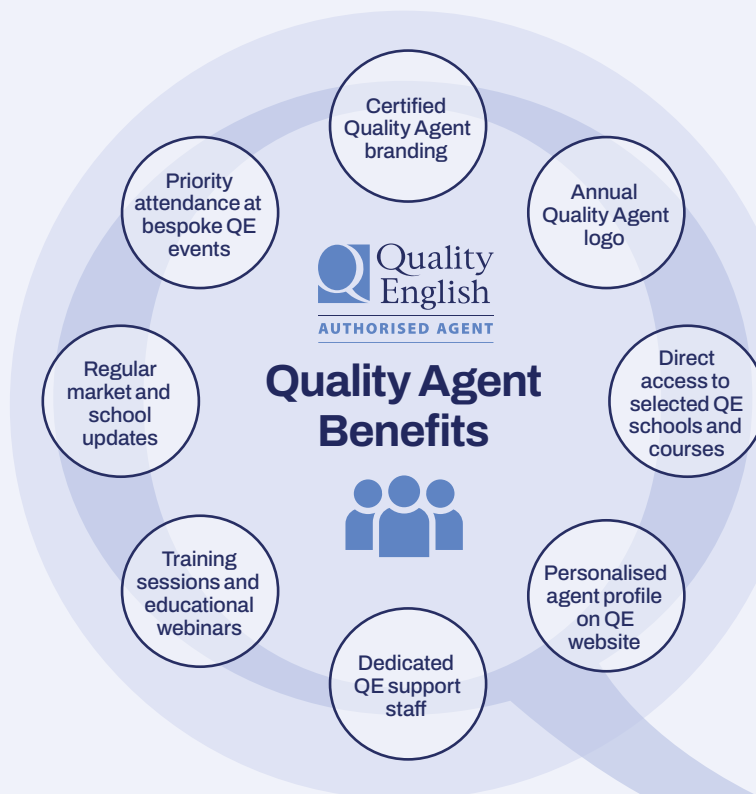 Certified
Quality Agent
branding
Annual
Quality Agent
logo
Direct
access to
selected QE
schools and
courses
Personalised
agent profile
on QE
website
Dedicated
QE support
staff
Training
sessions and
educational
webinars
Regular
market and
school
updates
Priority
attendance at
bespoke QE
events
Quality
English
AUTHORISED AGENT
Quality Agent
Benefits